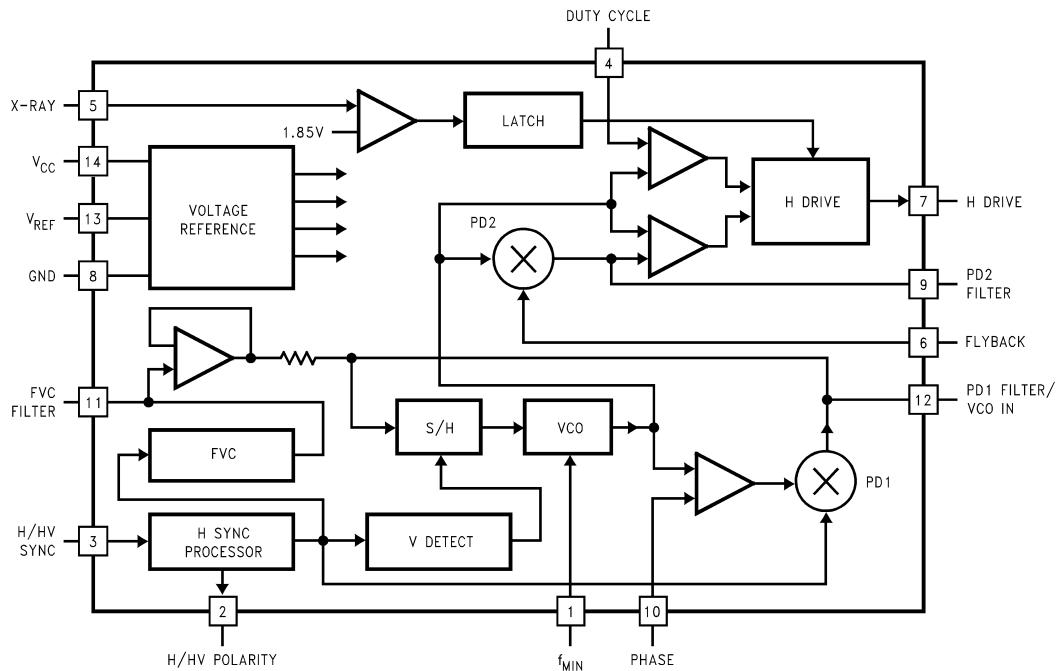 DUTY CYCLE
4
X-RAY
5
1.85V
LATCH
V_CC
14
VOLTAGE
REFERENCE
H DRIVE
7
H DRIVE
V_REF
13
PD2
GND
8
9
PD2
FILTER
6
FLYBACK
FVC
FILTER
11
12
PD1 FILTER/
VCO IN
S/H
VCO
FVC
PD1
H/HV
SYNC
3
H SYNC
PROCESSOR
V DETECT
2
1
10
H/HV POLARITY
f_MIN
PHASE